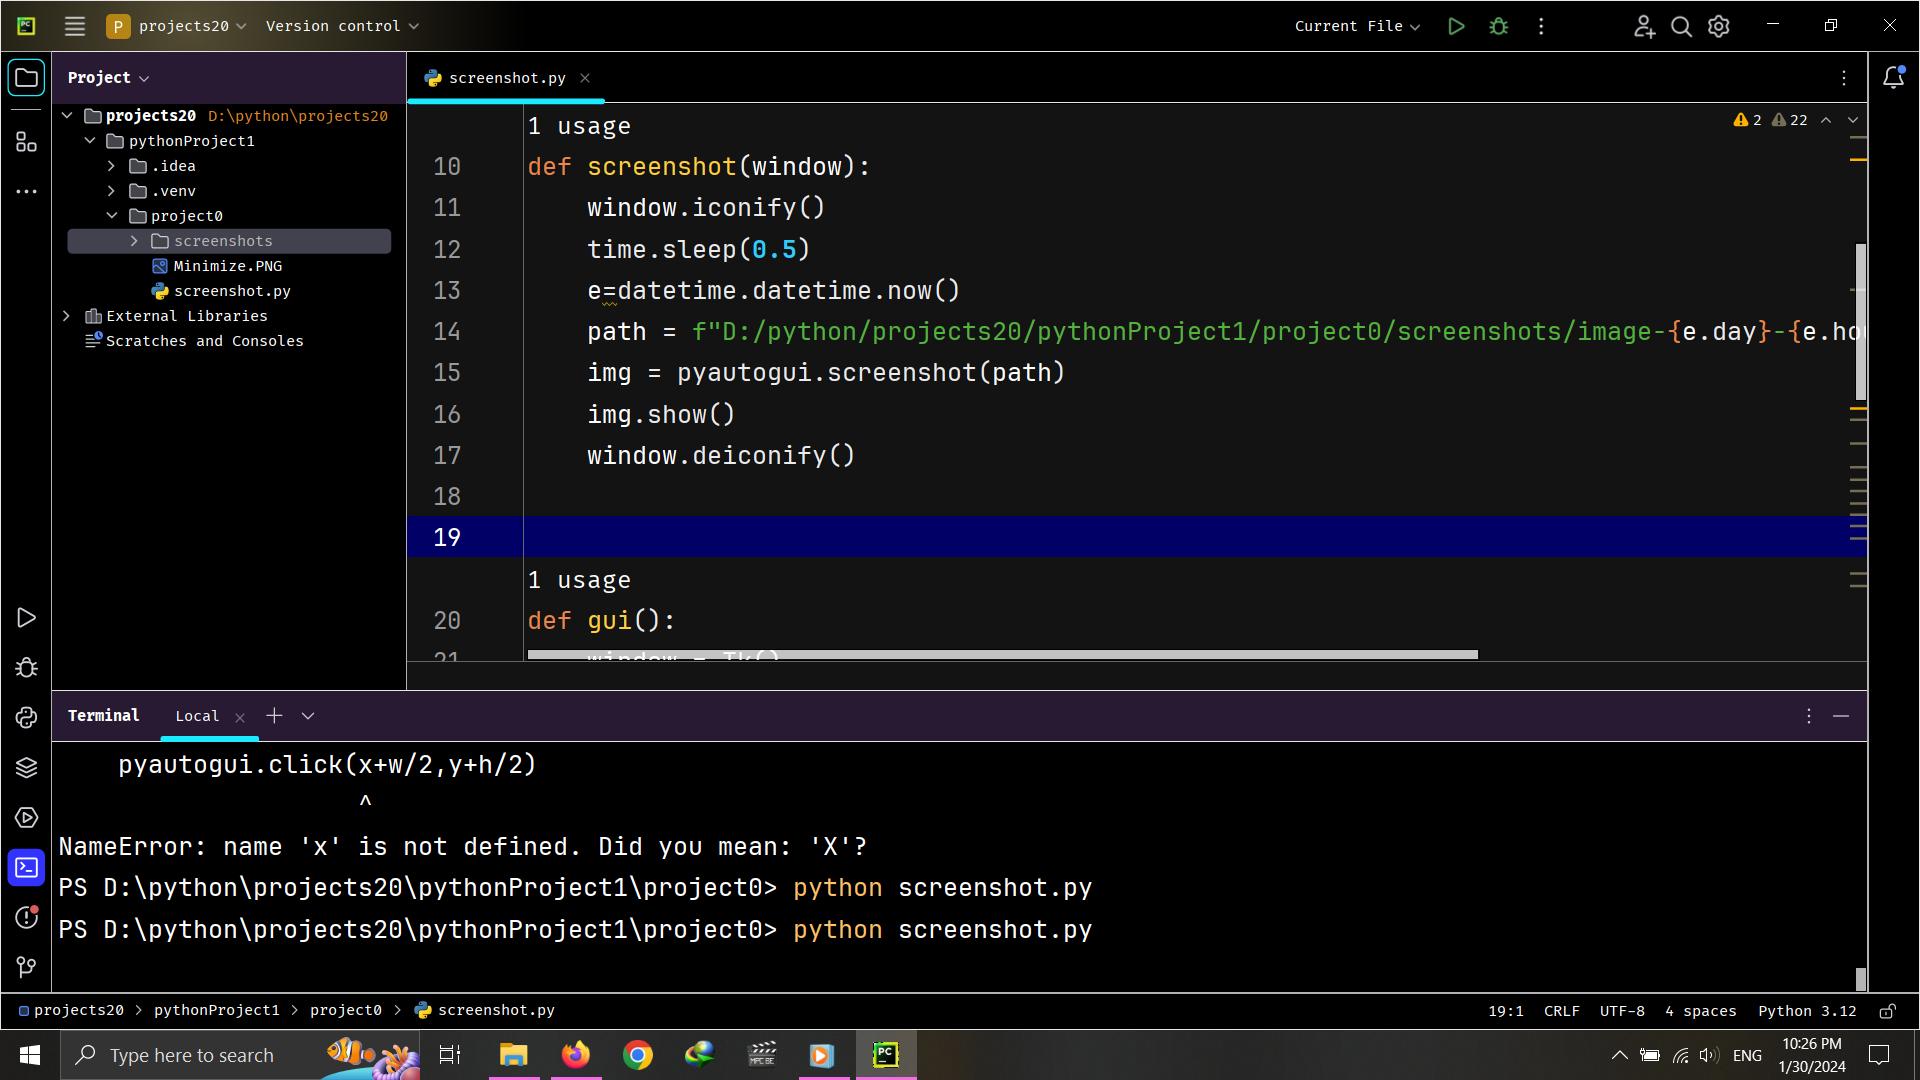 P projects20 Version control Current File
Project
screenshot.py
projects20 D:\python\projects20
pythonProject1
.idea
.venv
project0
screenshots
Minimize.PNG
screenshot.py
External Libraries
Scratches and Consoles
2 22
1 usage
10 def screenshot(window):
11 window.iconify()
12 time.sleep(0.5)
13 e=datetime.datetime.now()
14 path = f"D:/python/projects20/pythonProject1/project0/screenshots/image-{e.day}-{e.ho
15 img = pyautogui.screenshot(path)
16 img.show()
17 window.deiconify()
18
19
1 usage
20 def gui():
21 window = Tk()
Terminal Local
pyautogui.click(x+w/2,y+h/2)
^
NameError: name 'x' is not defined. Did you mean: 'X'?
PS D:\python\projects20\pythonProject1\project0> python screenshot.py
PS D:\python\projects20\pythonProject1\project0> python screenshot.py
projects20 > pythonProject1 > project0 > screenshot.py 19:1 CRLF UTF-8 4 spaces Python 3.12
Type here to search
MPC BE
PC
ENG
10:26 PM
1/30/2024